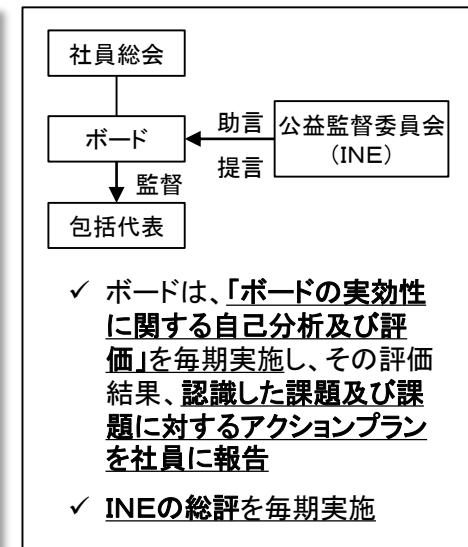 社員総会
ボード
助言
提言
公益監督委員会
(INE)
監督
包括代表
✓ ボードは、「ボードの実効性
に関する自己分析及び評
価」を毎期実施し、その評価
結果、認識した課題及び課
題に対するアクションプラン
を社員に報告
✓ INEの総評を毎期実施